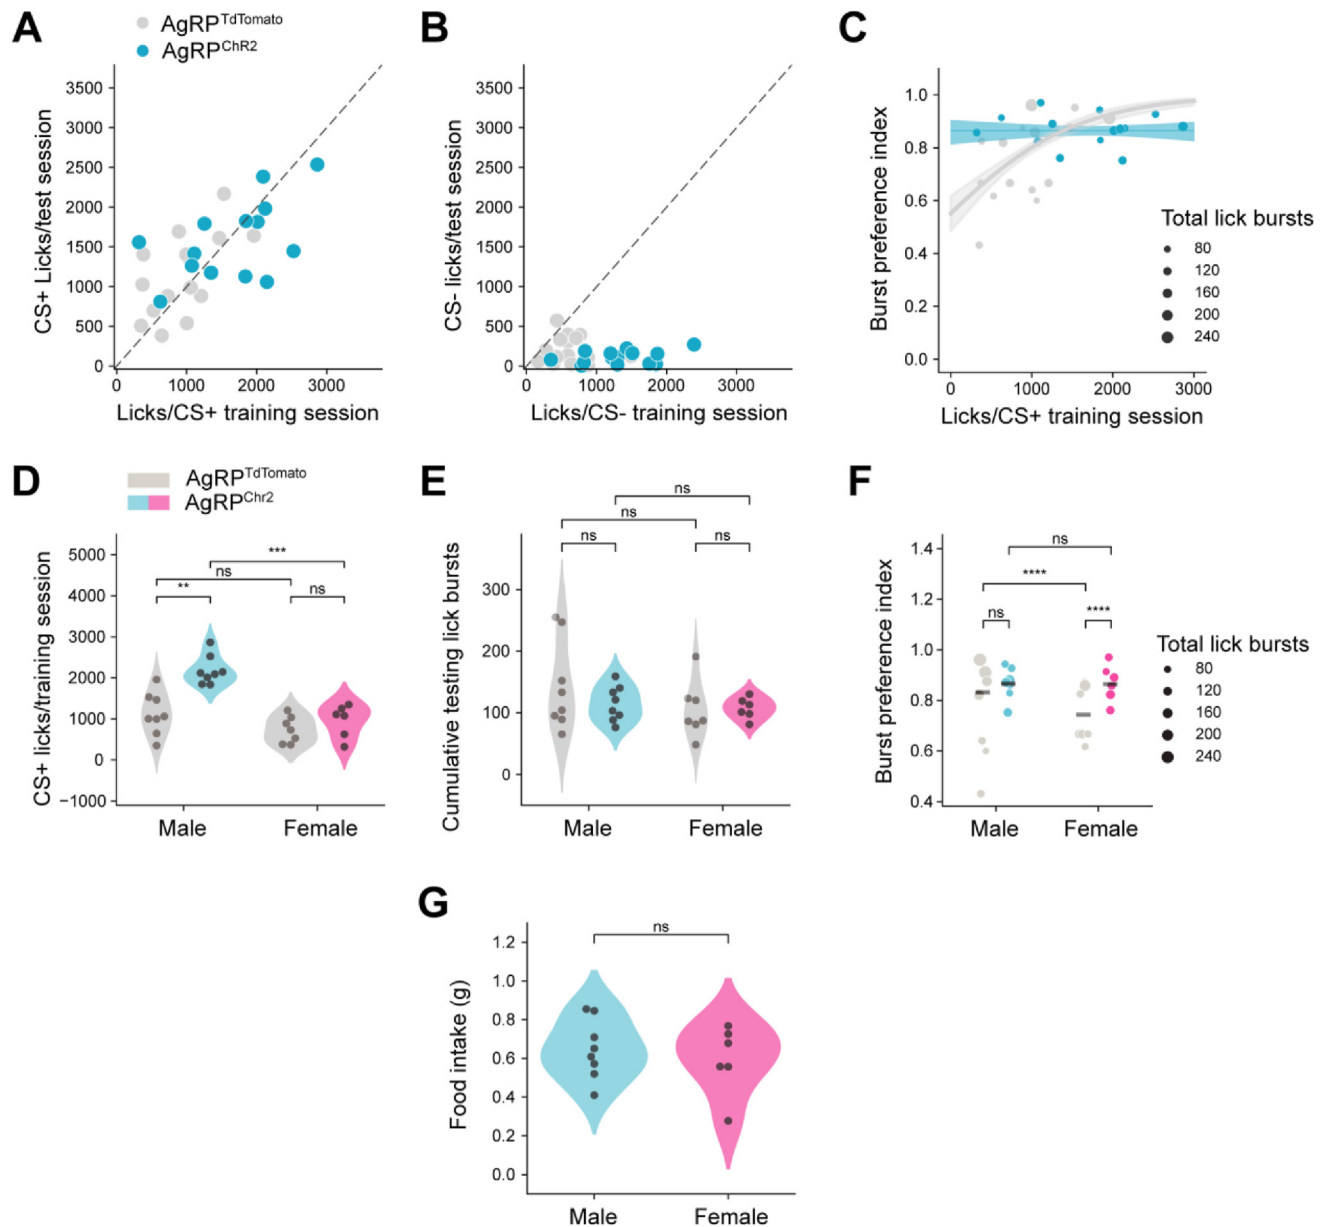 A
AgRPTdTomato
AgRPChR2
CS+ Licks/test session
3500
3000
2500
2000
1500
1000
500
0
0 1000 2000 3000
Licks/CS+ training session
B
CS- licks/test session
3500
3000
2500
2000
1500
1000
500
0
0 1000 2000 3000
Licks/CS- training session
C
Burst preference index
1.0
0.8
0.6
0.4
0.2
0.0
0 1000 2000 3000
Licks/CS+ training session
Total lick bursts
80
120
160
200
240
D
AgRPTdTomato
AgRPChr2
CS+ licks/training session
5000
4000
3000
2000
1000
0
−1000
***
ns
**
ns
Male Female
E
Cumulative testing lick bursts
300
200
100
0
ns
ns
ns
ns
Male Female
F
Burst preference index
1.4
1.2
1.0
0.8
0.6
0.4
ns
****
ns
****
Male Female
Total lick bursts
80
120
160
200
240
G
Food intake (g)
1.2
1.0
0.8
0.6
0.4
0.2
0.0
ns
Male Female